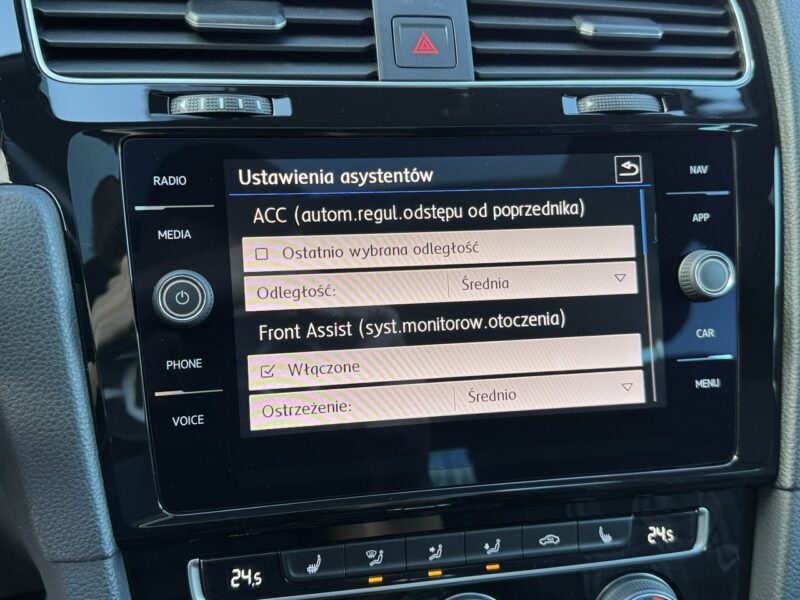 RADIO
MEDIA
PHONE
VOICE
Ustawienia asystentów
ACC (autom.regul.odstępu od poprzednika)
Ostatnio wybrana odległość
Odległość: Średnia
Front Assist (syst.monitorow.otoczenia)
Włączone
Ostrzeżenie: Średnio
NAV
APP
CAR
MENU
24,5
24,5